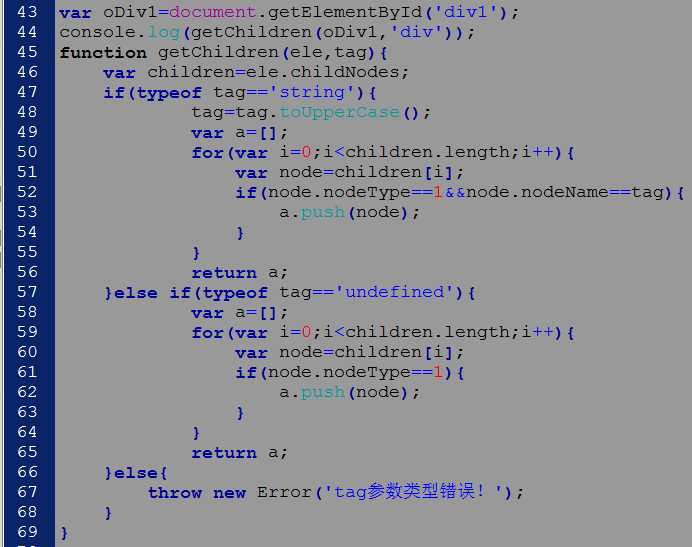 43 var oDiv1=document.getElementById('div1');
44 console.log(getChildren(oDiv1,'div'));
45 function getChildren(ele,tag){
46     var children=ele.childNodes;
47     if(typeof tag=='string'){
48             tag=tag.toUpperCase();
49             var a=[];
50             for(var i=0;i<children.length;i++){
51                 var node=children[i];
52                 if(node.nodeType==1&&node.nodeName==tag){
53                     a.push(node);
54                 }
55             }
56             return a;
57     }else if(typeof tag=='undefined'){
58             var a=[];
59             for(var i=0;i<children.length;i++){
60                 var node=children[i];
61                 if(node.nodeType==1){
62                     a.push(node);
63                 }
64             }
65             return a;
66     }else{
67         throw new Error('tag参数类型错误！');
68     }
69 }